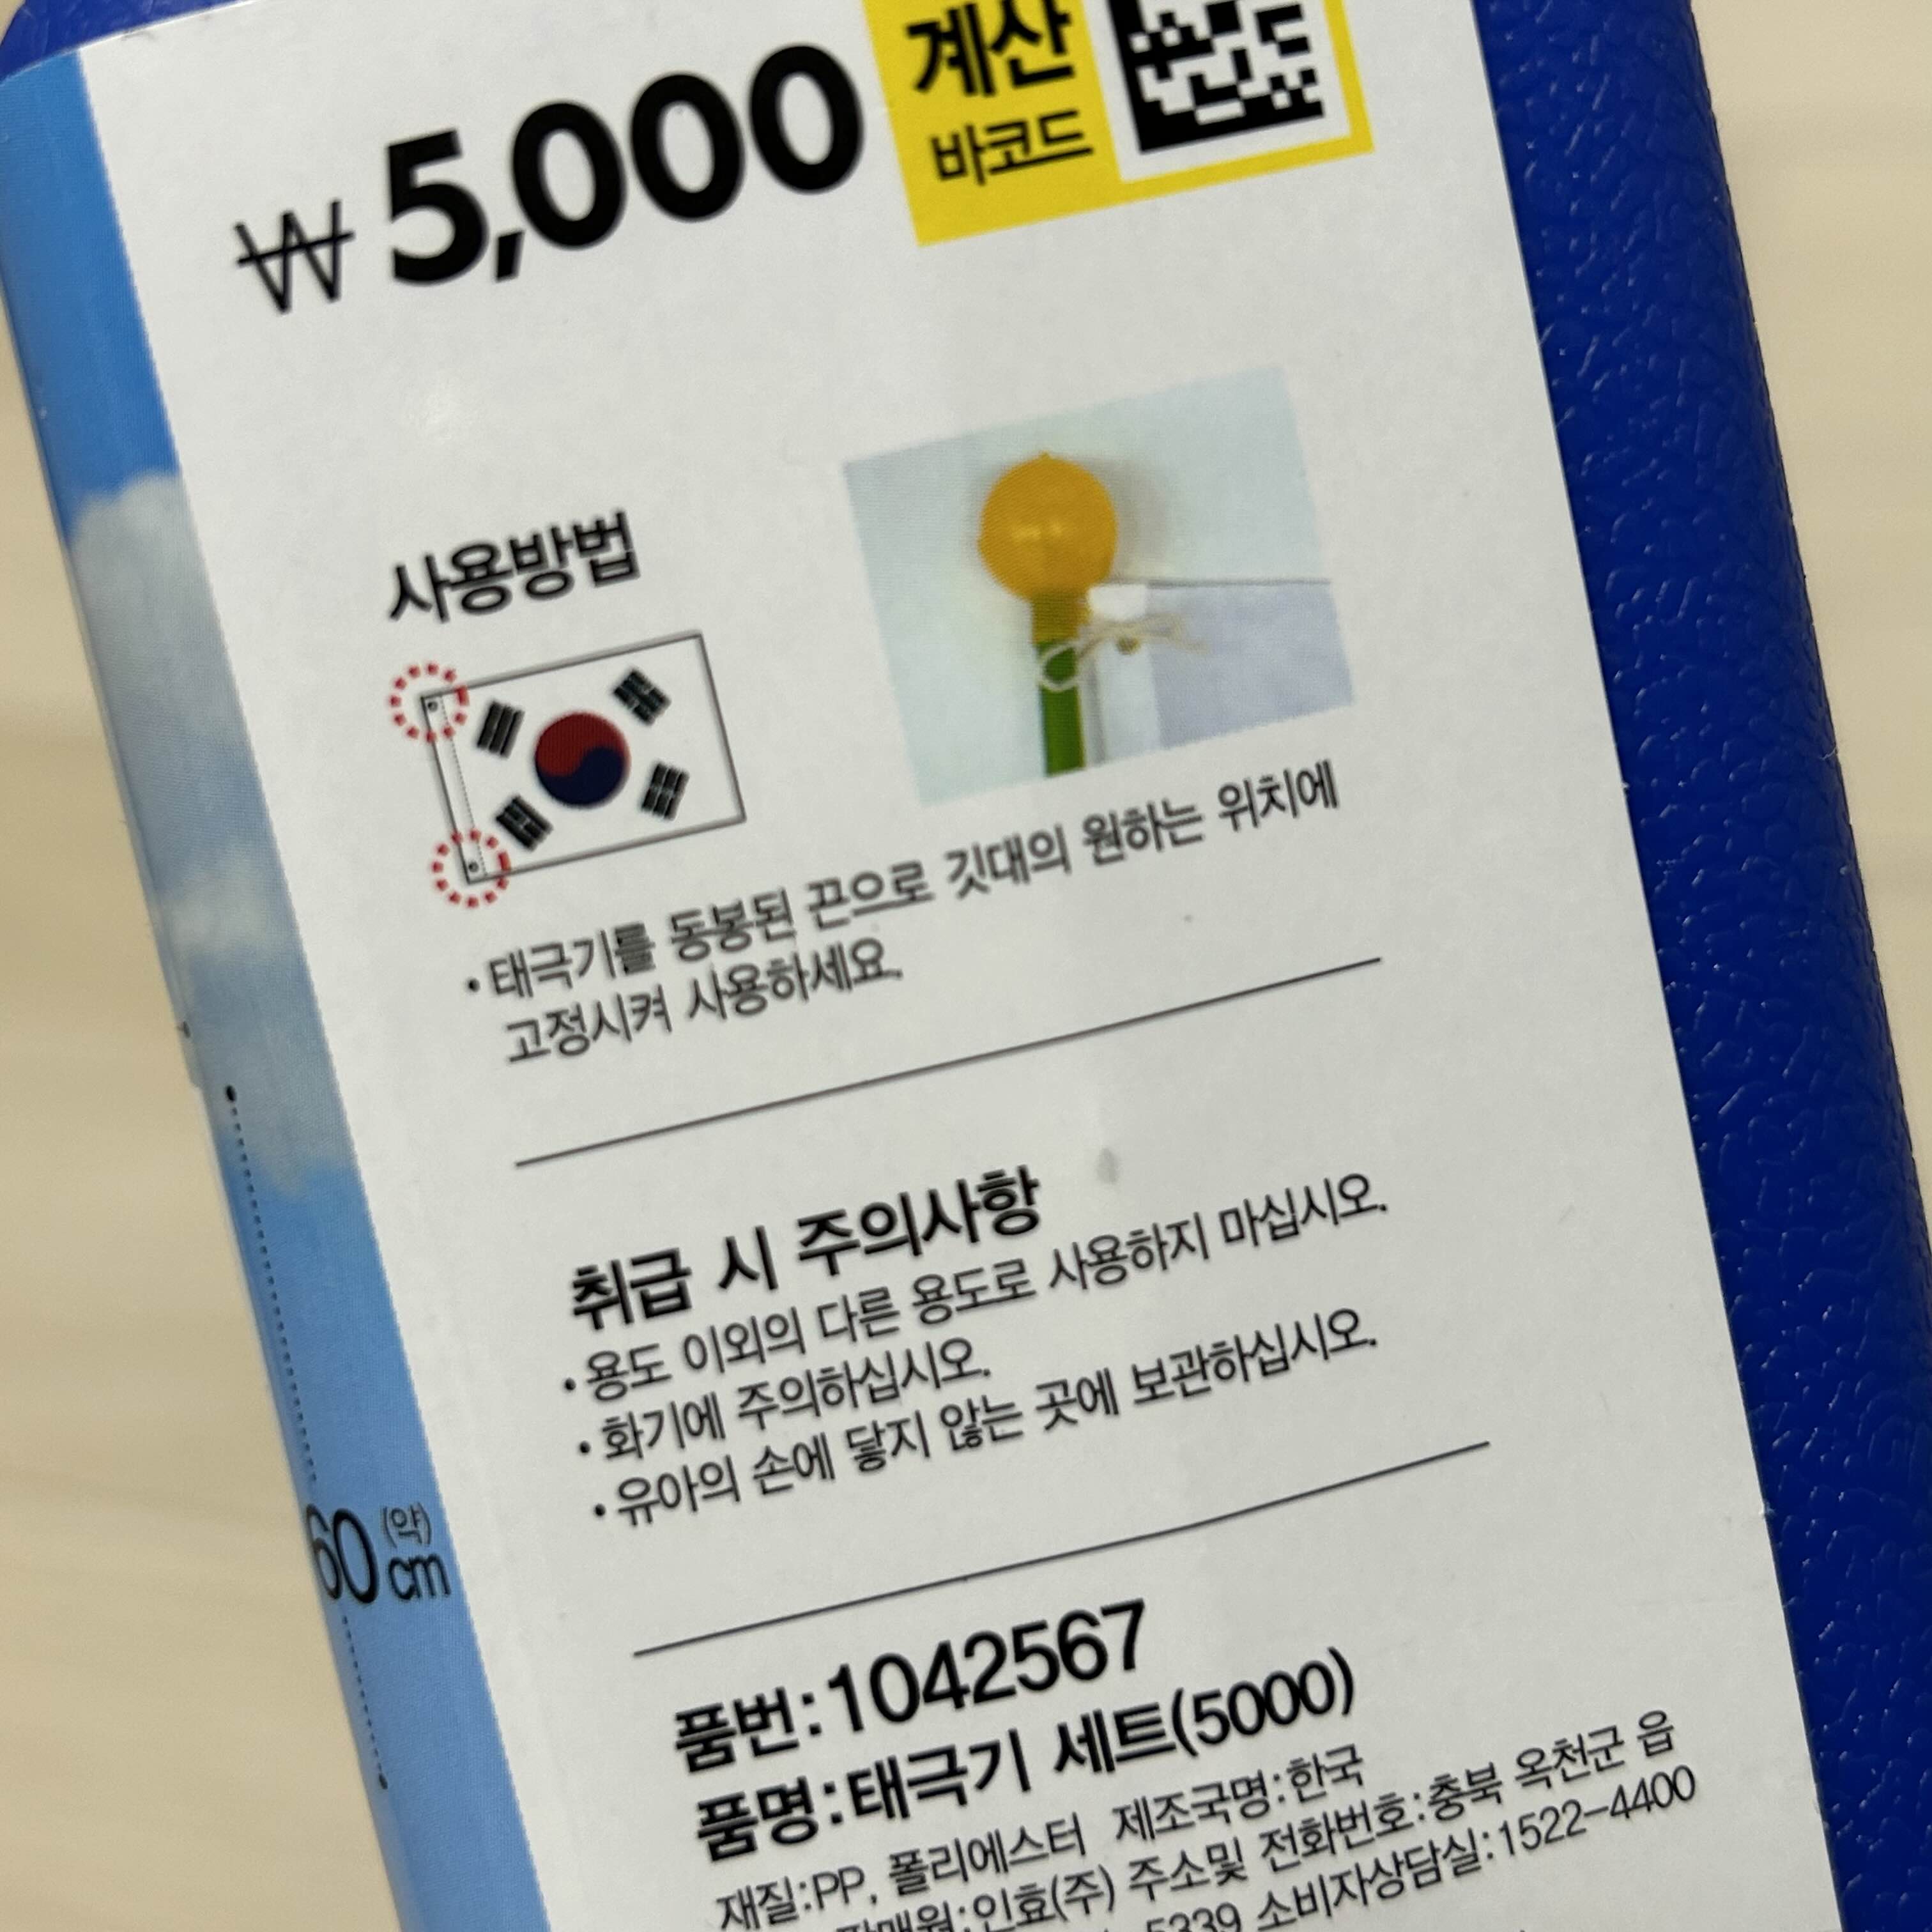 ₩ 5,000
계산
바코드
사용방법
• 태극기를 동봉된 끈으로 깃대의 원하는 위치에
고정시켜 사용하세요.
취급 시 주의사항
• 용도 이외의 다른 용도로 사용하지 마십시오.
• 화기에 주의하십시오.
• 유아의 손에 닿지 않는 곳에 보관하십시오.
60 (약) cm
품번:1042567
품명:태극기 세트(5000)
재질:PP, 폴리에스터 제조국명:한국
판매원:인효(주) 주소및 전화번호:충북 옥천군 읍
5339 소비자상담실:1522-4400